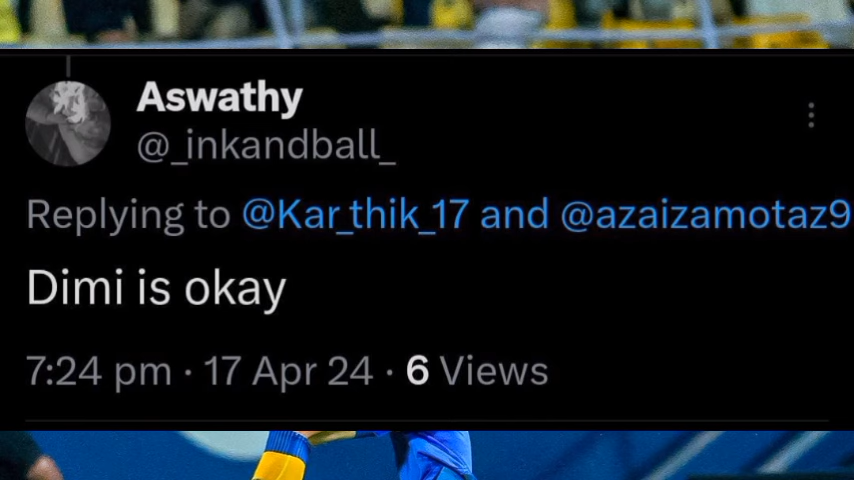 Aswathy
@_inkandball_
Replying to @Kar_thik_17 and @azaizamotaz9
Dimi is okay
7:24 pm · 17 Apr 24 · 6 Views